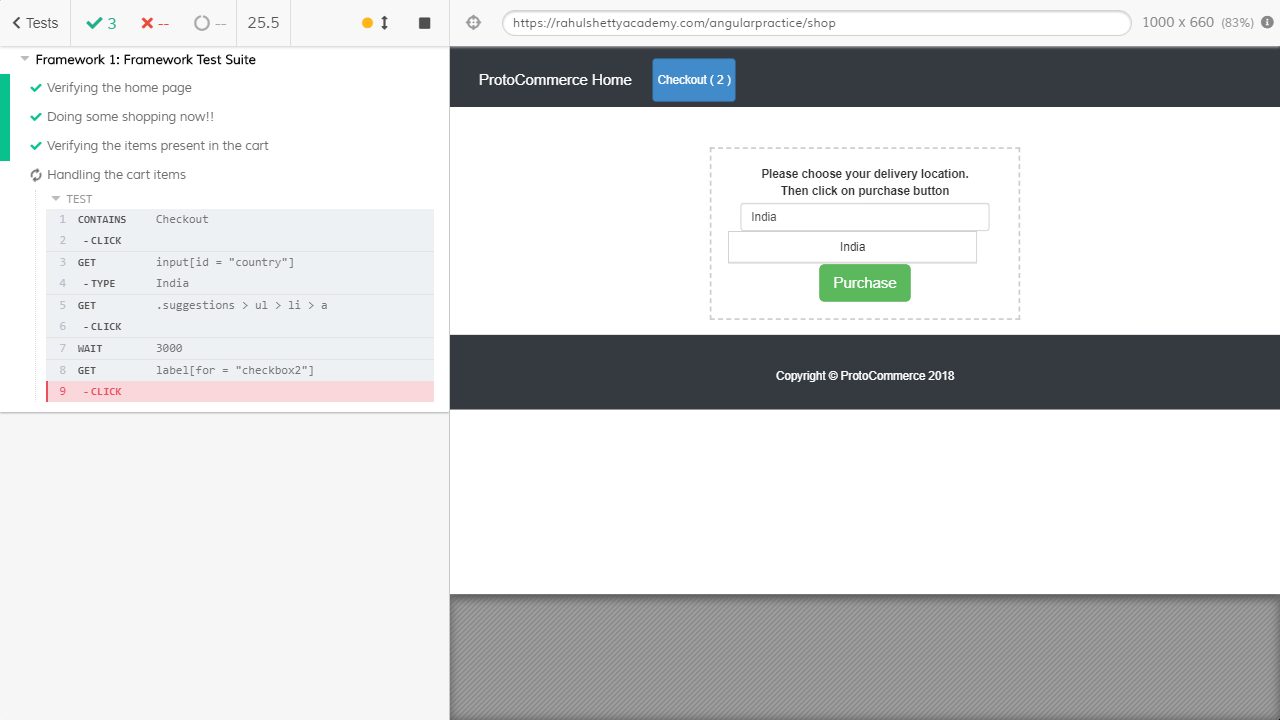 Tests 3 -- -- 25.5
Framework 1: Framework Test Suite
Verifying the home page
Doing some shopping now!!
Verifying the items present in the cart
Handling the cart items
TEST
1 CONTAINS Checkout
2 - CLICK
3 GET input[id = "country"]
4 - TYPE India
5 GET .suggestions > ul > li > a
6 - CLICK
7 WAIT 3000
8 GET label[for = "checkbox2"]
9 - CLICK
https://rahulshettyacademy.com/angularpractice/shop 1000 x 660 (83%)
ProtoCommerce Home Checkout ( 2 )
Please choose your delivery location.
Then click on purchase button
India
India
Purchase
Copyright © ProtoCommerce 2018